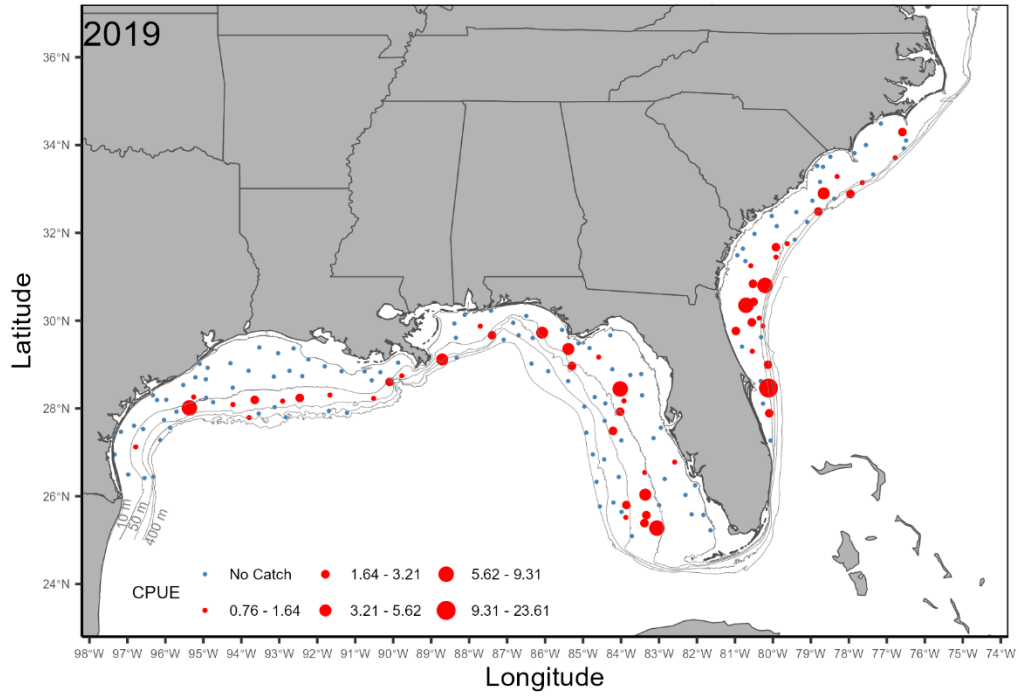 2019
36°N
34°N
32°N
30°N
28°N
26°N
24°N
Latitude
10 m
50 m
400 m
CPUE
No Catch
1.64 - 3.21
5.62 - 9.31
0.76 - 1.64
3.21 - 5.62
9.31 - 23.61
98°W 97°W 96°W 95°W 94°W 93°W 92°W 91°W 90°W 89°W 88°W 87°W 86°W 85°W 84°W 83°W 82°W 81°W 80°W 79°W 78°W 77°W 76°W 75°W 74°W
Longitude